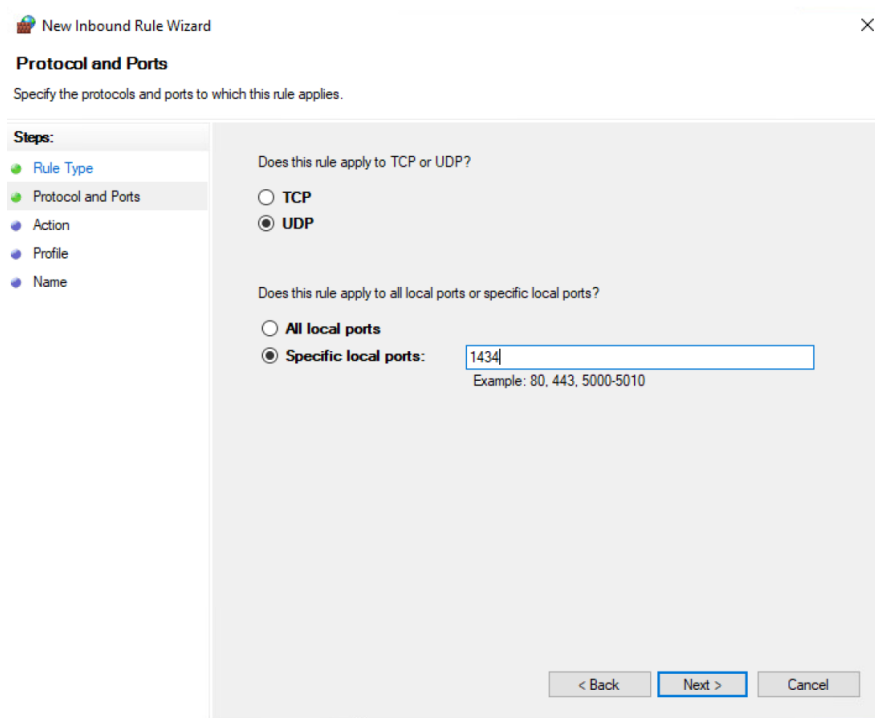 New Inbound Rule Wizard
Protocol and Ports
Specify the protocols and ports to which this rule applies.
Steps:
Rule Type
Protocol and Ports
Action
Profile
Name
Does this rule apply to TCP or UDP?
TCP
UDP
Does this rule apply to all local ports or specific local ports?
All local ports
Specific local ports: 1434
Example: 80, 443, 5000-5010
< Back Next > Cancel